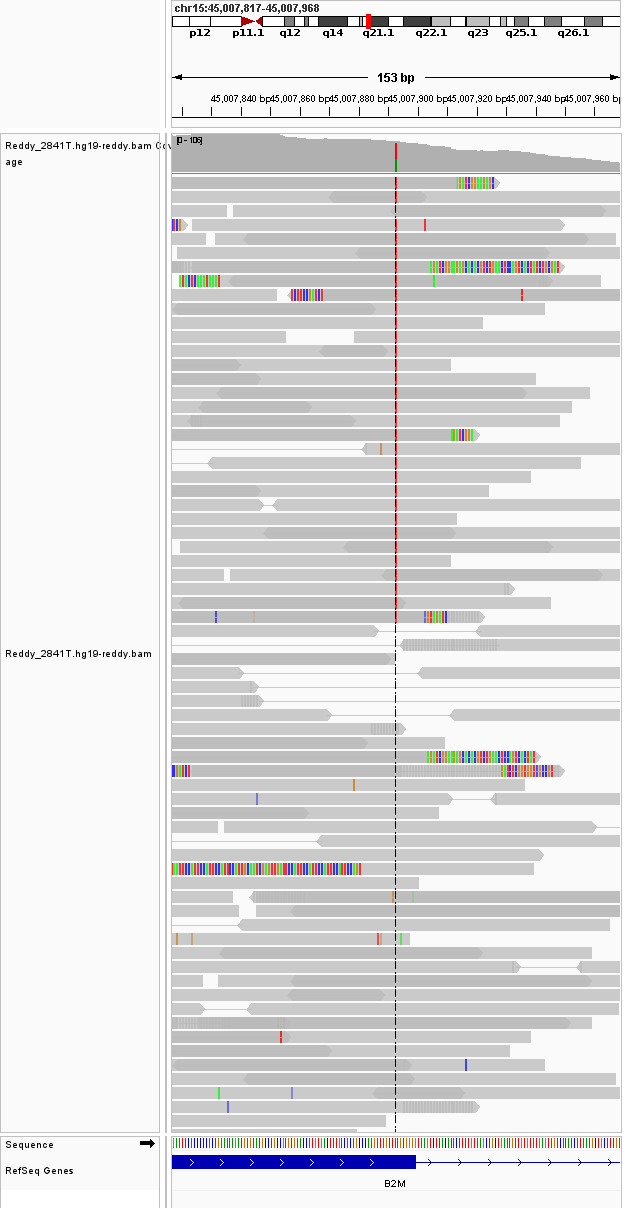 chr15:45,007,817-45,007,968
p12 p11.1 q12 q14 q21.1 q22.1 q23 q25.1 q26.1
153 bp
45,007,840 bp 45,007,860 bp 45,007,880 bp 45,007,900 bp 45,007,920 bp 45,007,940 bp 45,007,960 bp
Reddy_2841T.hg19-reddy.bam Cov
age
[0 - 106]
Reddy_2841T.hg19-reddy.bam
Sequence
RefSeq Genes
B2M